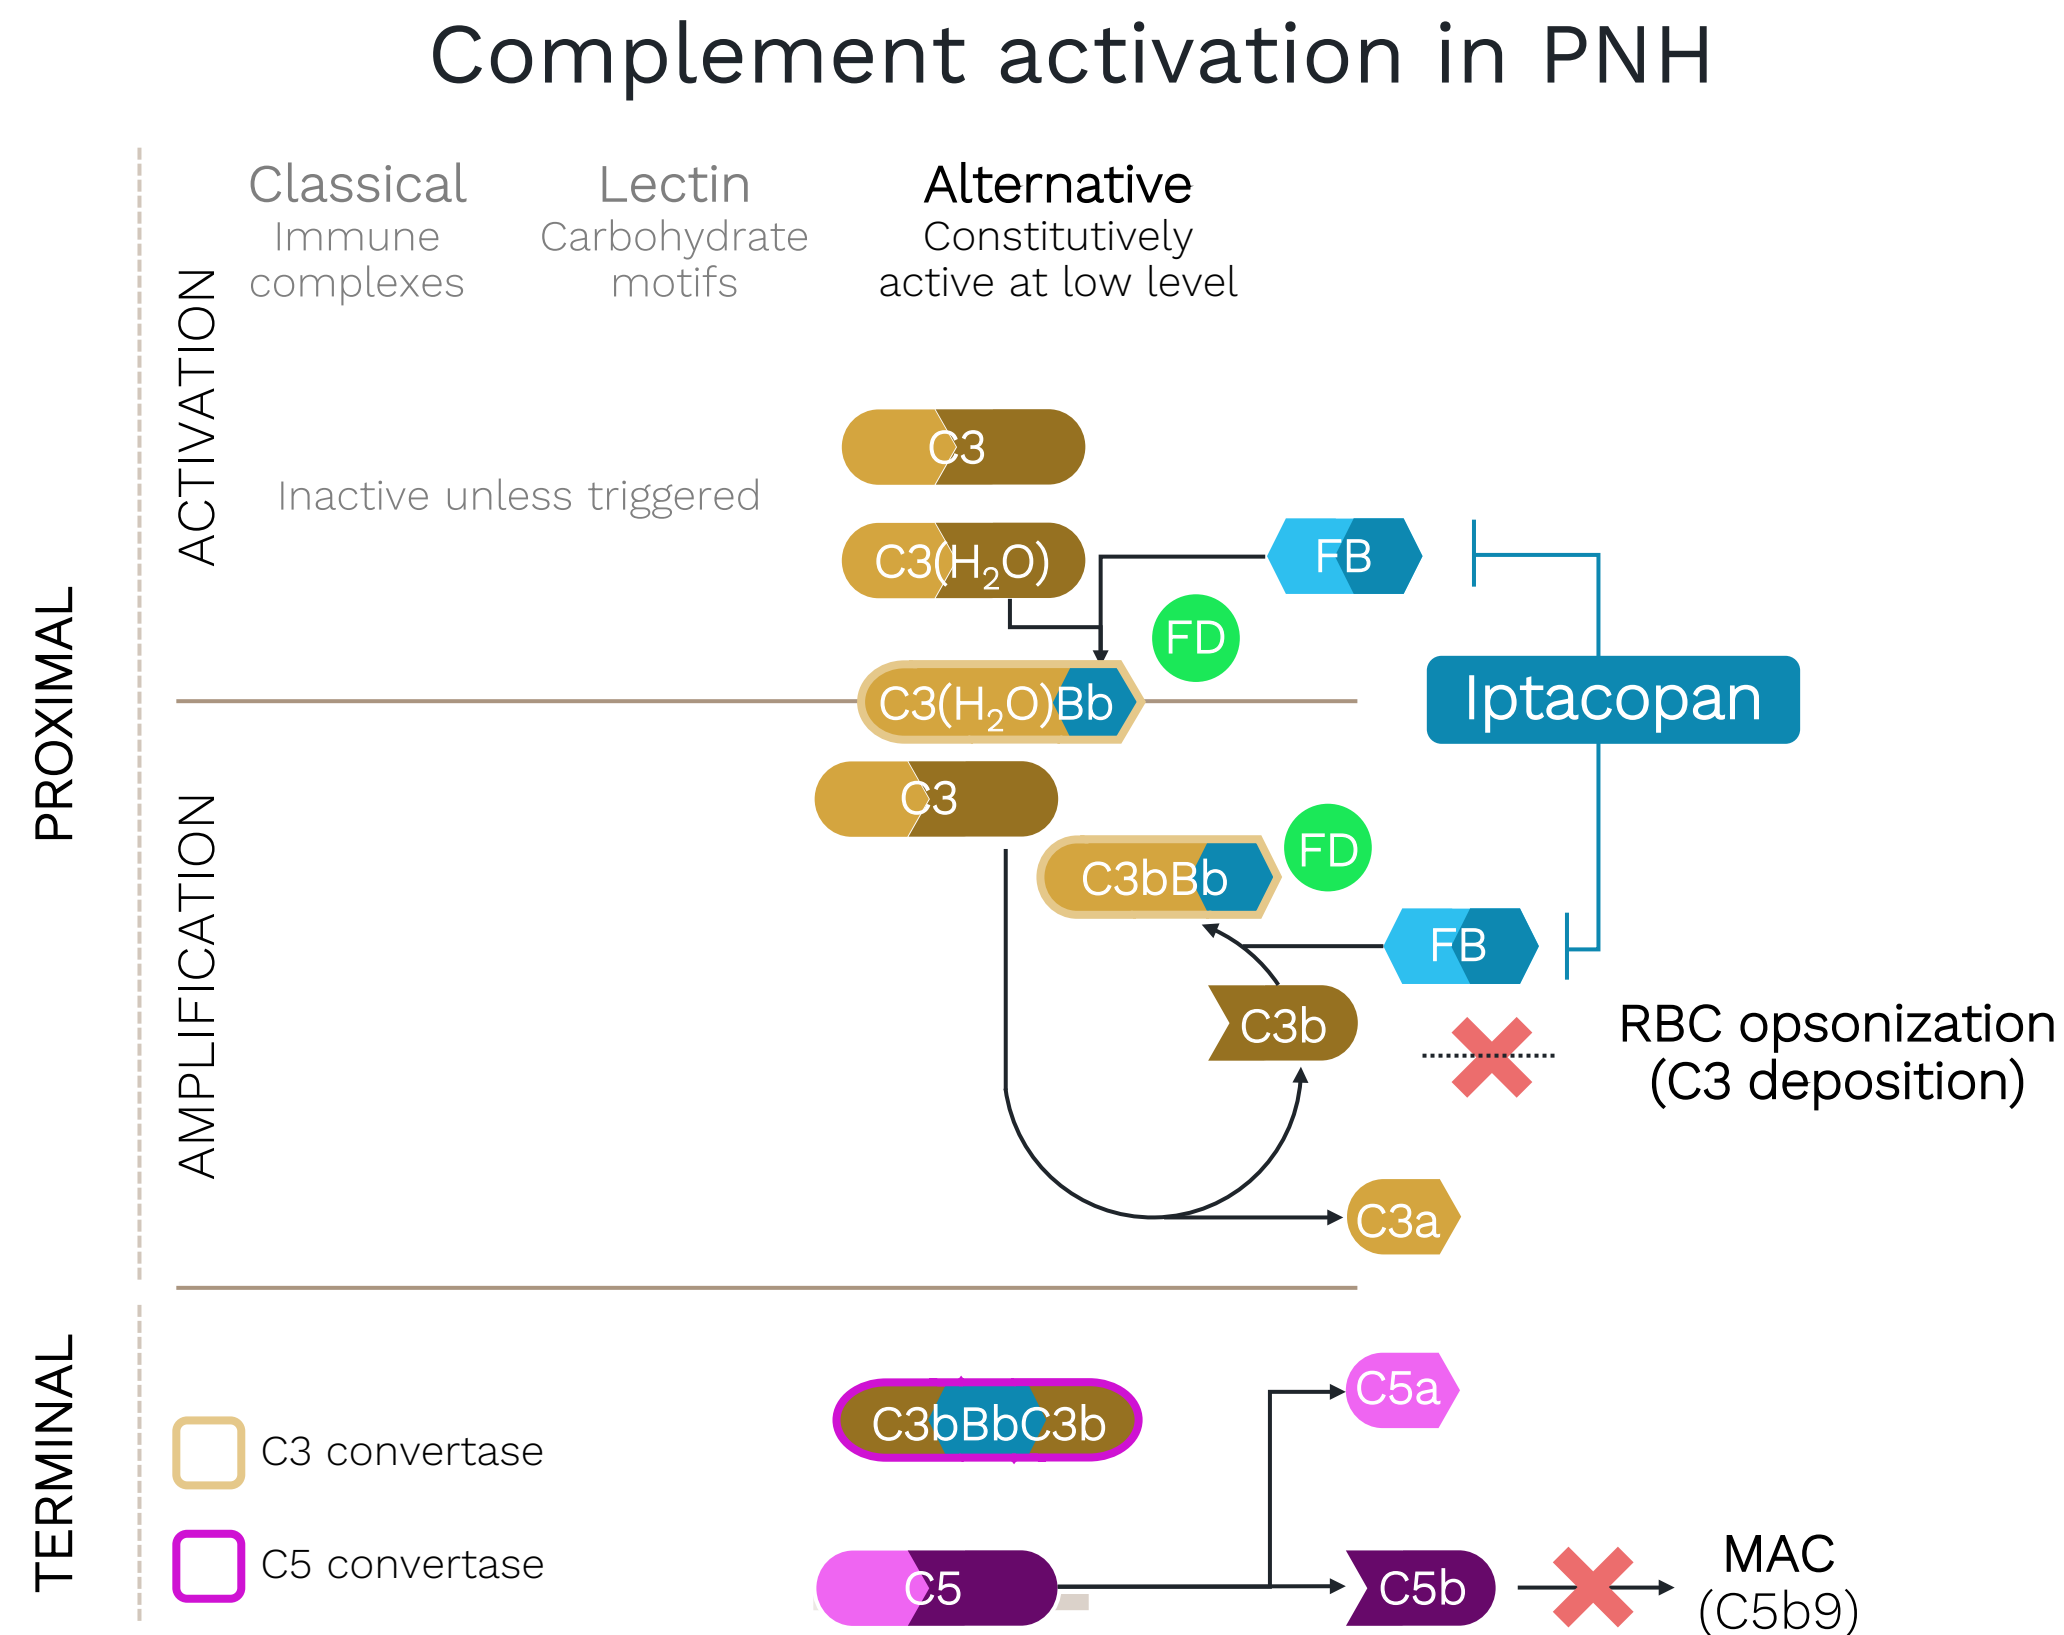 Complement activation in PNH
PROXIMAL
ACTIVATION
Classical
Immune
complexes
Lectin
Carbohydrate
motifs
Alternative
Constitutively
active at low level
Inactive unless triggered
C3
C3(H₂O)
FB
FD
C3(H₂O)Bb
Iptacopan
AMPLIFICATION
C3
C3bBb
FD
FB
C3b
RBC opsonization
(C3 deposition)
C3a
TERMINAL
C3 convertase
C5 convertase
C3bBbC3b
C5a
C5
C5b
MAC
(C5b9)